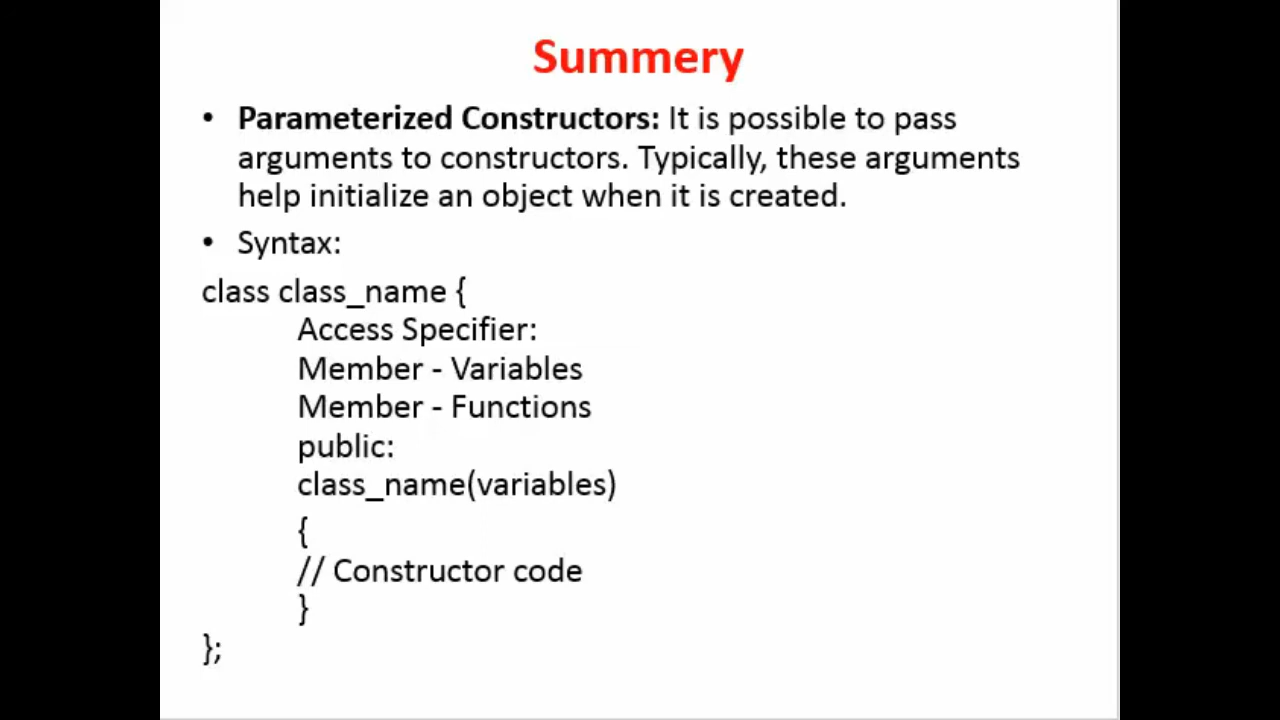 Summery
• Parameterized Constructors: It is possible to pass
arguments to constructors. Typically, these arguments
help initialize an object when it is created.
• Syntax:
class class_name {
Access Specifier:
Member - Variables
Member - Functions
public:
class_name(variables)
{
// Constructor code
}
};